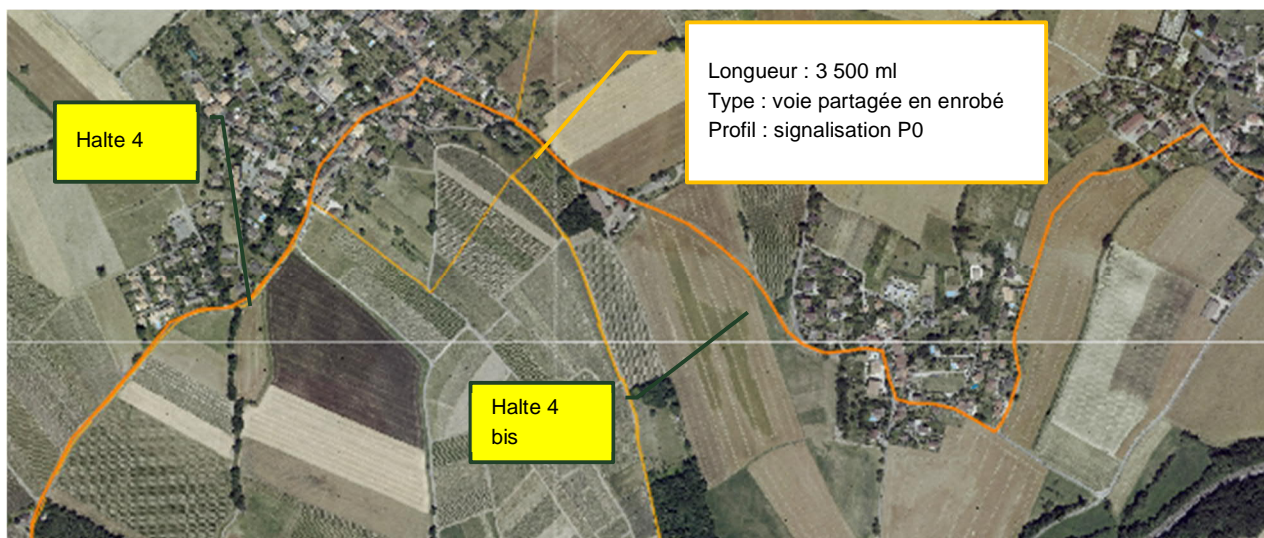 Halte 4
Longueur : 3 500 ml
Type : voie partagée en enrobé
Profil : signalisation P0
Halte 4
bis